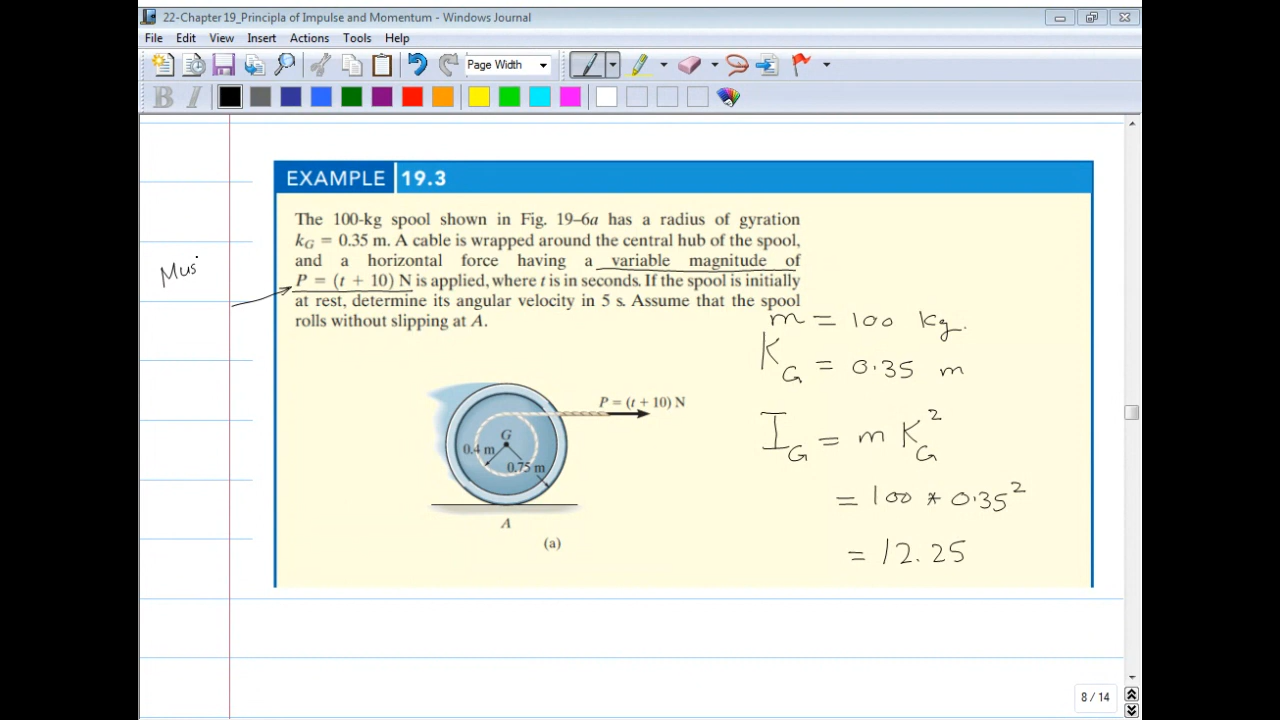 22-Chapter 19_Principla of Impulse and Momentum - Windows Journal
File Edit View Insert Actions Tools Help
Page Width
B I
EXAMPLE 19.3
The 100-kg spool shown in Fig. 19–6a has a radius of gyration
kG = 0.35 m. A cable is wrapped around the central hub of the spool,
and a horizontal force having a variable magnitude of
P = (t + 10) N is applied, where t is in seconds. If the spool is initially
at rest, determine its angular velocity in 5 s. Assume that the spool
rolls without slipping at A.
Mus
m = 100 kg.
KG = 0.35 m
IG = m KG²
= 100 * 0.35²
= 12.25
P = (t + 10) N
G
0.4 m
0.75 m
A
(a)
8 / 14